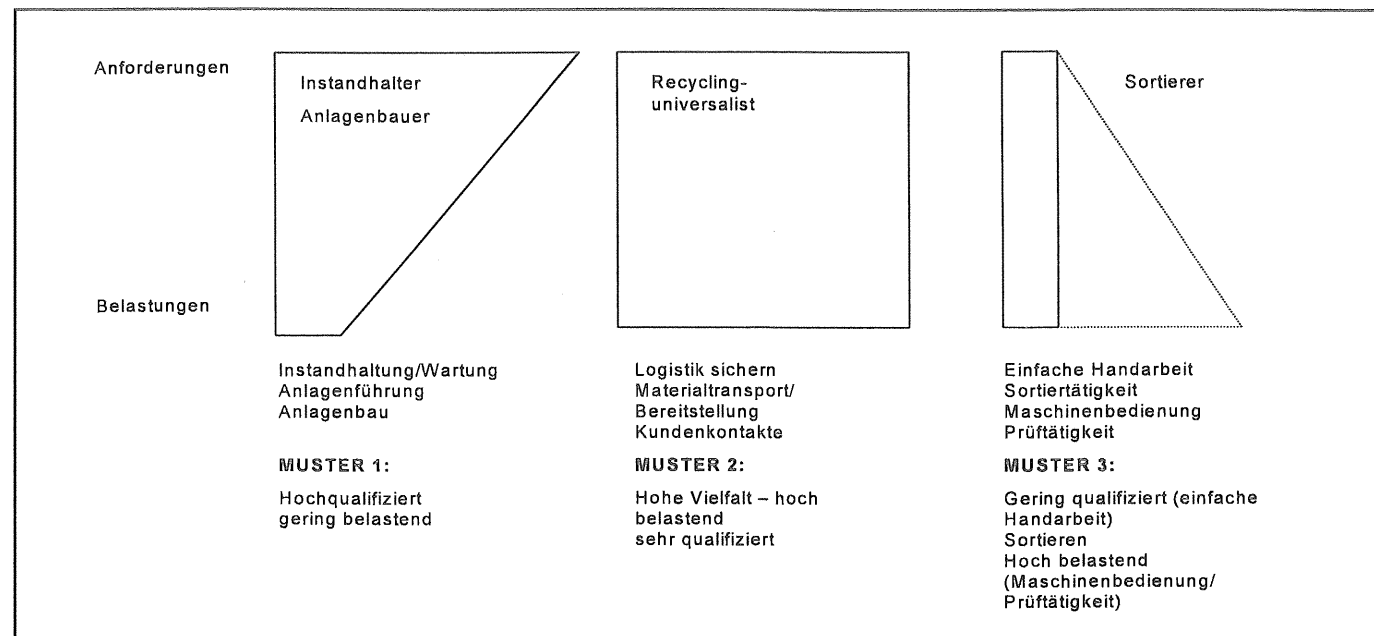 Anforderungen
Instandhalter
Anlagenbauer
Recycling-
universalist
Sortierer
Belastungen
Instandhaltung/Wartung
Anlagenführung
Anlagenbau
MUSTER 1:
Hochqualifiziert
gering belastend
Logistik sichern
Materialtransport/
Bereitstellung
Kundenkontakte
MUSTER 2:
Hohe Vielfalt – hoch
belastend
sehr qualifiziert
Einfache Handarbeit
Sortiertätigkeit
Maschinenbedienung
Prüftätigkeit
MUSTER 3:
Gering qualifiziert (einfache
Handarbeit)
Sortieren
Hoch belastend
(Maschinenbedienung/
Prüftätigkeit)